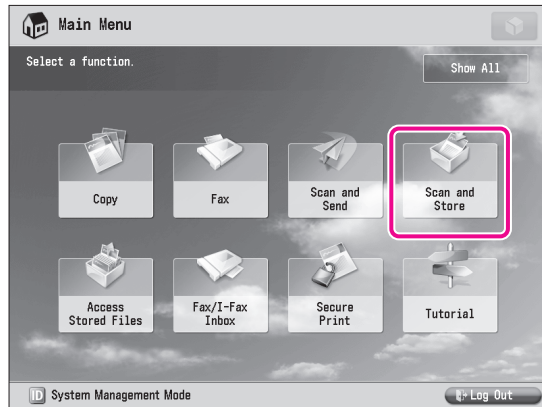 Main Menu
Select a function.
Show All
Copy
Fax
Scan and
Send
Scan and
Store
Access
Stored Files
Fax/I-Fax
Inbox
Secure
Print
Tutorial
ID System Management Mode
Log Out